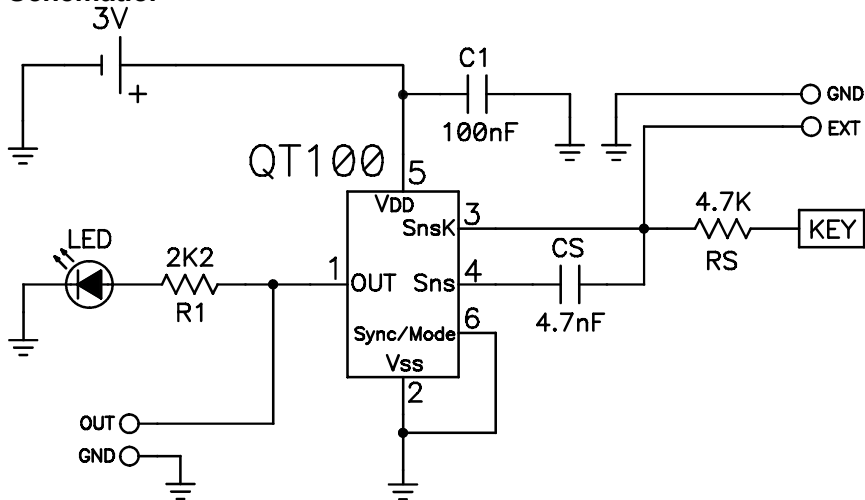 3V
+
C1
100nF
GND
EXT
QT100
5
VDD
SnsK
3
4.7K
KEY
RS
LED
2K2
R1
1
OUT
Sns
4
CS
4.7nF
Sync/Mode
6
Vss
2
OUT
GND